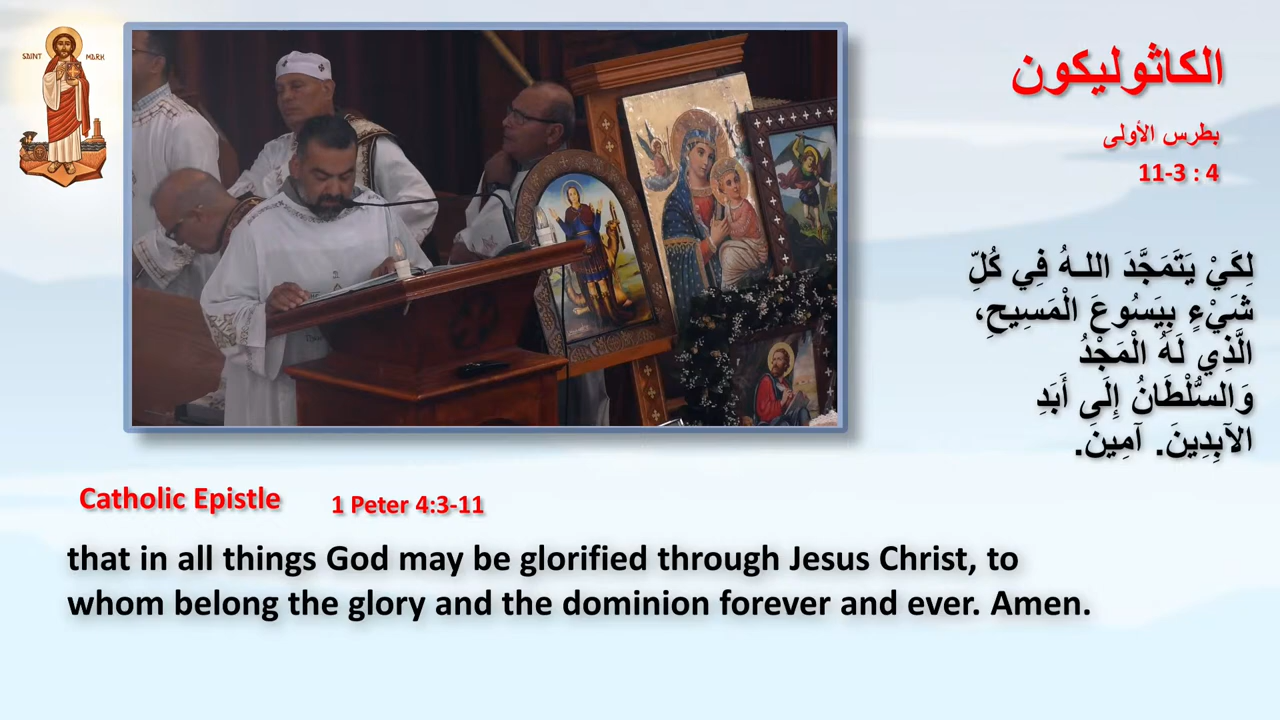 SAINT MARK
الكاثوليكون
بطرس الأولى
4 : 3-11
لِكَيْ يَتَمَجَّدَ اللهُ فِي كُلِّ
شَيْءٍ بِيَسُوعَ الْمَسِيحِ،
الَّذِي لَهُ الْمَجْدُ
وَالسُّلْطَانُ إِلَى أَبَدِ
الآبِدِينَ. آمِينَ.
Catholic Epistle 1 Peter 4:3-11
that in all things God may be glorified through Jesus Christ, to
whom belong the glory and the dominion forever and ever. Amen.